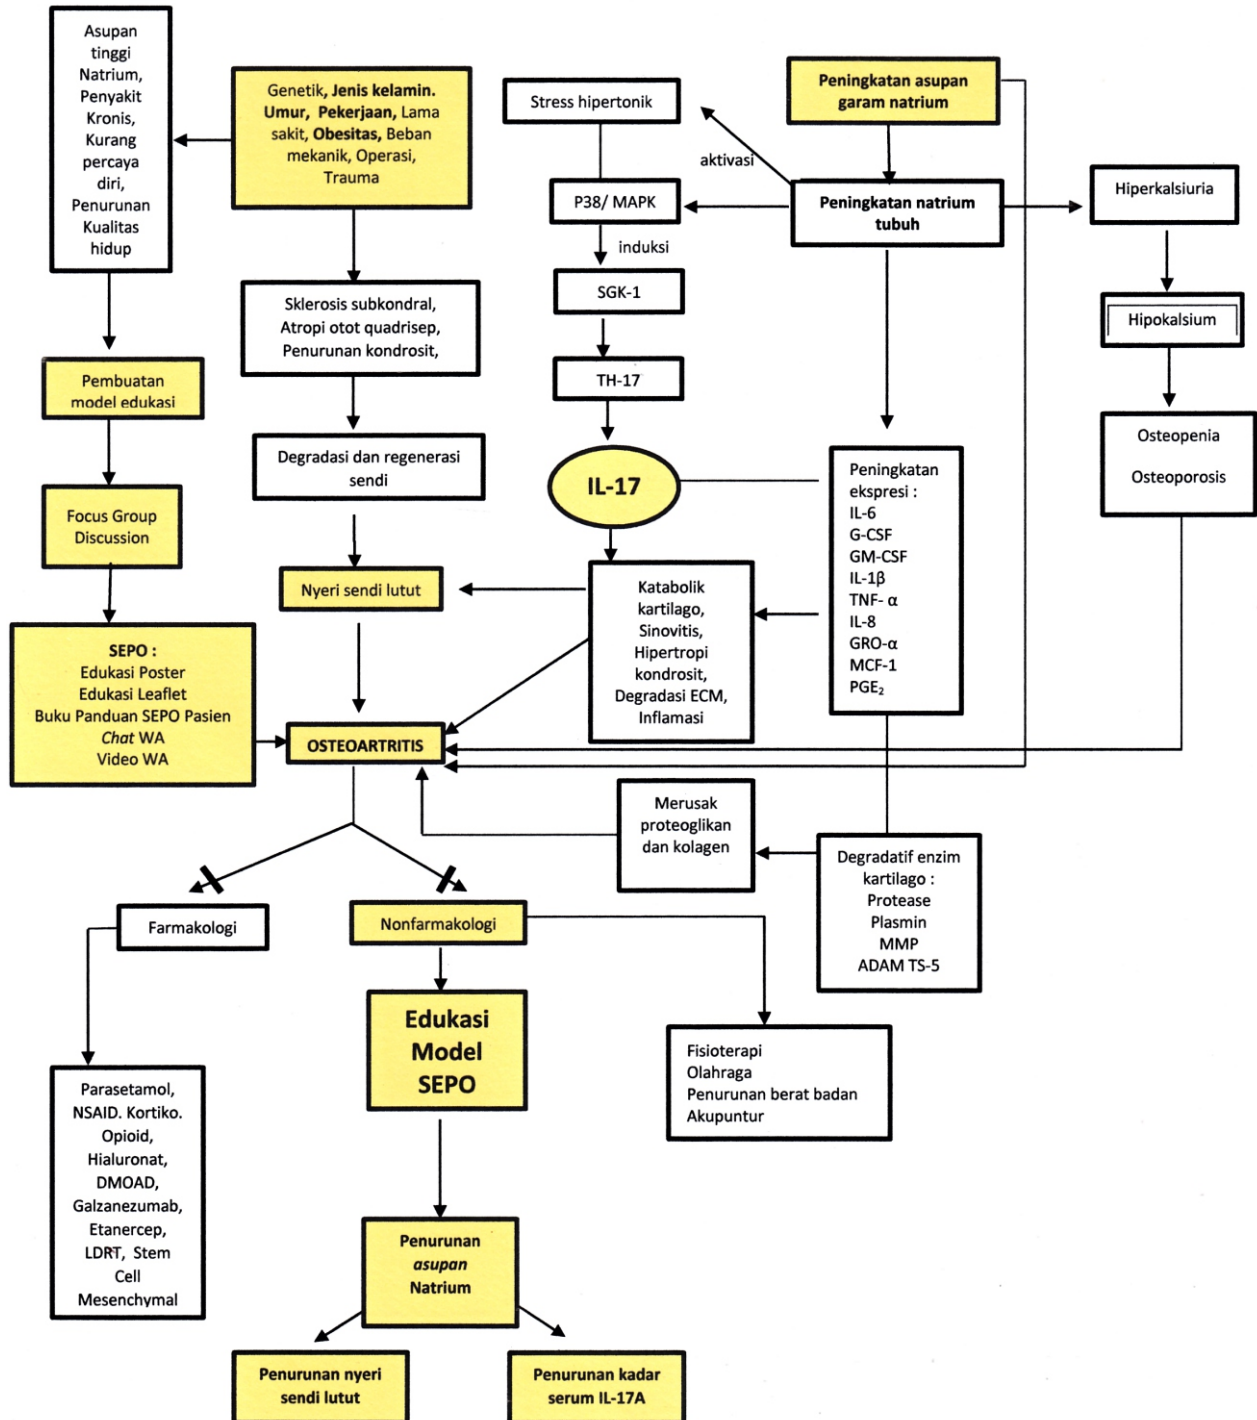 Asupan
tinggi
Natrium,
Penyakit
Kronis,
Kurang
percaya
diri,
Penurunan
Kualitas
hidup
Genetik, Jenis kelamin.
Umur, Pekerjaan, Lama
sakit, Obesitas, Beban
mekanik, Operasi,
Trauma
Stress hipertonik
Peningkatan asupan
garam natrium
aktivasi
P38/ MAPK
Peningkatan natrium
tubuh
Hiperkalsiuria
induksi
SGK-1
Hipokalsium
Sklerosis subkondral,
Atropi otot quadrisep,
Penurunan kondrosit,
TH-17
Pembuatan
model edukasi
Osteopenia
Osteoporosis
Degradasi dan regenerasi
sendi
IL-17
Peningkatan
ekspresi :
IL-6
G-CSF
GM-CSF
IL-1β
TNF- α
IL-8
GRO-α
MCF-1
PGE₂
Focus Group
Discussion
Nyeri sendi lutut
Katabolik
kartilago,
Sinovitis,
Hipertropi
kondrosit,
Degradasi ECM,
Inflamasi
SEPO :
Edukasi Poster
Edukasi Leaflet
Buku Panduan SEPO Pasien
Chat WA
Video WA
OSTEOARTRITIS
Merusak
proteoglikan
dan kolagen
Degradatif enzim
kartilago :
Protease
Plasmin
MMP
ADAM TS-5
Farmakologi
Nonfarmakologi
Edukasi
Model
SEPO
Fisioterapi
Olahraga
Penurunan berat badan
Akupuntur
Parasetamol,
NSAID. Kortiko.
Opioid,
Hialuronat,
DMOAD,
Galzanezumab,
Etanercep,
LDRT, Stem
Cell
Mesenchymal
Penurunan
asupan
Natrium
Penurunan nyeri
sendi lutut
Penurunan kadar
serum IL-17A